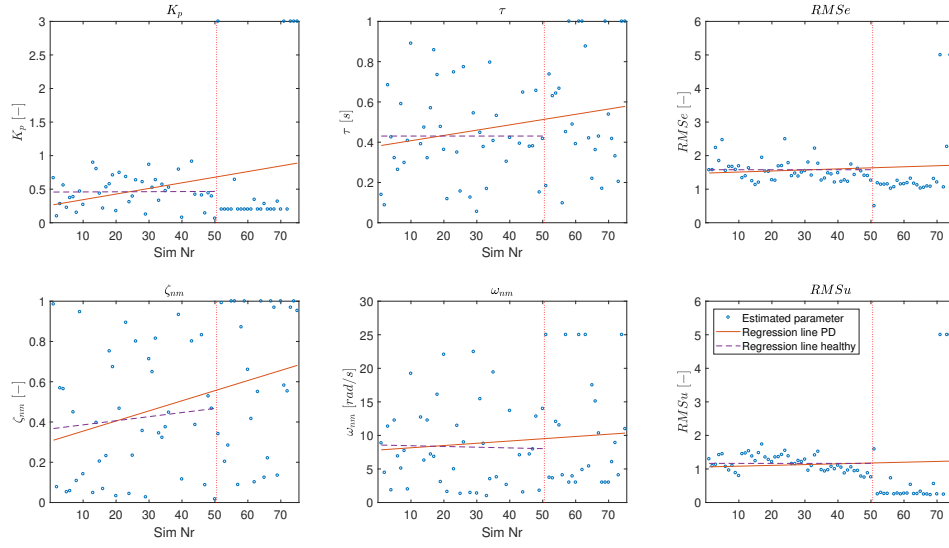 K_p
K_p [−]
3
2.5
2
1.5
1
0.5
0
10 20 30 40 50 60 70
Sim Nr
τ
τ [s]
1
0.8
0.6
0.4
0.2
0
10 20 30 40 50 60 70
Sim Nr
RMSe
RMSe [−]
6
5
4
3
2
1
0
10 20 30 40 50 60 70
Sim Nr
ζ_nm
ζ_nm [−]
1
0.8
0.6
0.4
0.2
0
10 20 30 40 50 60 70
Sim Nr
ω_nm
ω_nm [rad/s]
30
25
20
15
10
5
0
10 20 30 40 50 60 70
Sim Nr
RMSu
RMSu [−]
6
5
4
3
2
1
0
Estimated parameter
Regression line PD
Regression line healthy
10 20 30 40 50 60 70
Sim Nr